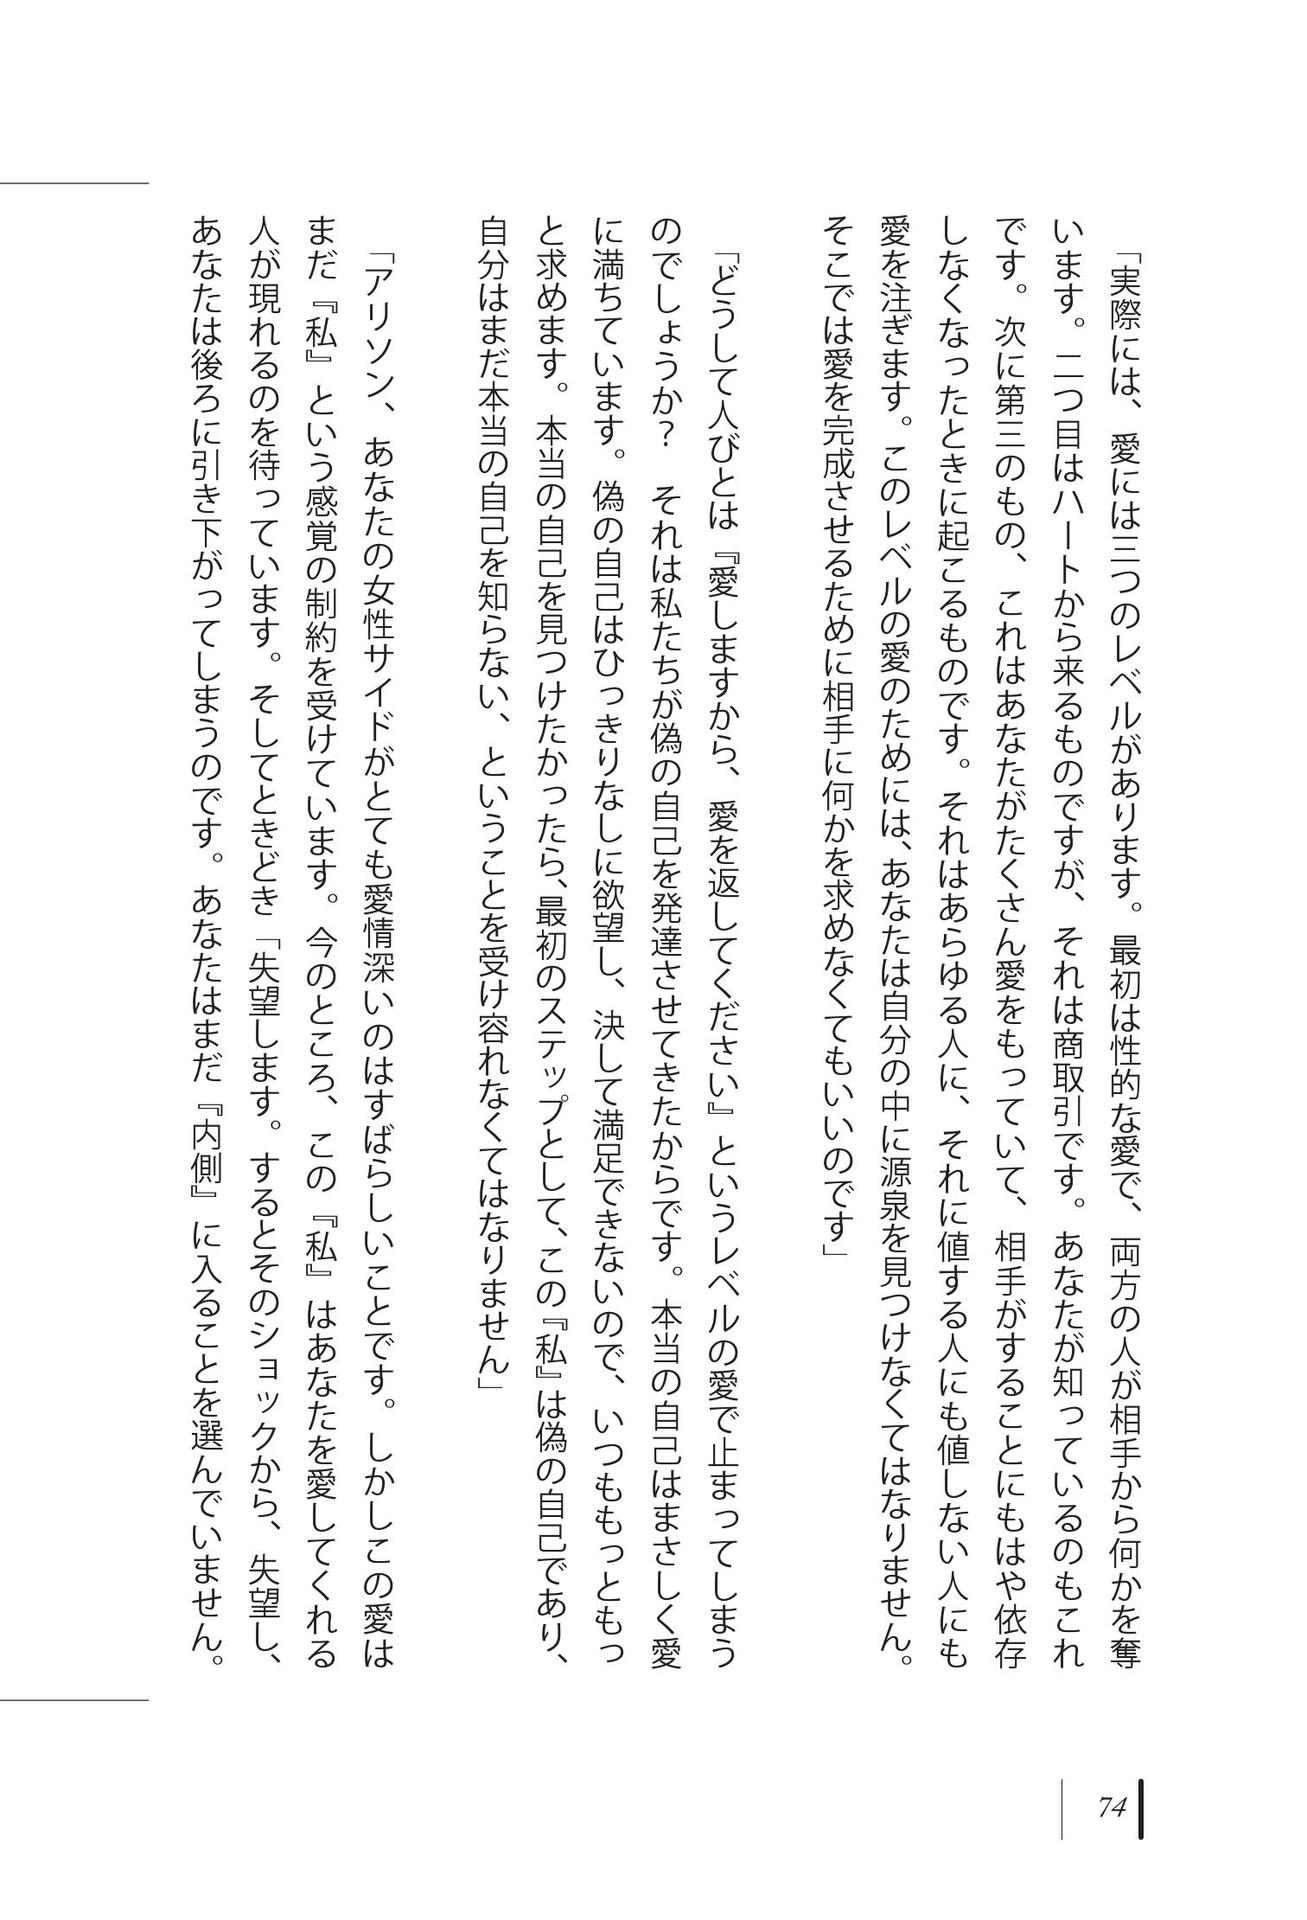 「実際には、愛には三つのレベルがあります。最初は性的な愛で、両方の人が相手から何かを奪
います。二つ目はハートから来るものですが、それは商取引です。あなたが知っているのもこれ
です。次に第三のもの、これはあなたがたくさん愛をもっていて、相手がすることにもはや依存
しなくなったときに起こるものです。それはあらゆる人に、それに値する人にも値しない人にも
愛を注ぎます。このレベルの愛のためには、あなたは自分の中に源泉を見つけなくてはなりません。
そこでは愛を完成させるために相手に何かを求めなくてもいいのです」
「どうして人びとは『愛しますから、愛を返してください』というレベルの愛で止まってしまう
のでしょうか？　それは私たちが偽の自己を発達させてきたからです。本当の自己はまさしく愛
に満ちています。偽の自己はひっきりなしに欲望し、決して満足できないので、いつももっともっ
と求めます。本当の自己を見つけたかったら、最初のステップとして、この『私』は偽の自己であり、
自分はまだ本当の自己を知らない、ということを受け容れなくてはなりません」
「アリソン、あなたの女性サイドがとても愛情深いのはすばらしいことです。しかしこの愛は
まだ『私』という感覚の制約を受けています。今のところ、この『私』はあなたを愛してくれる
人が現れるのを待っています。そしてときどき「失望します。するとそのショックから、失望し、
あなたは後ろに引き下がってしまうのです。あなたはまだ『内側』に入ることを選んでいません。
74